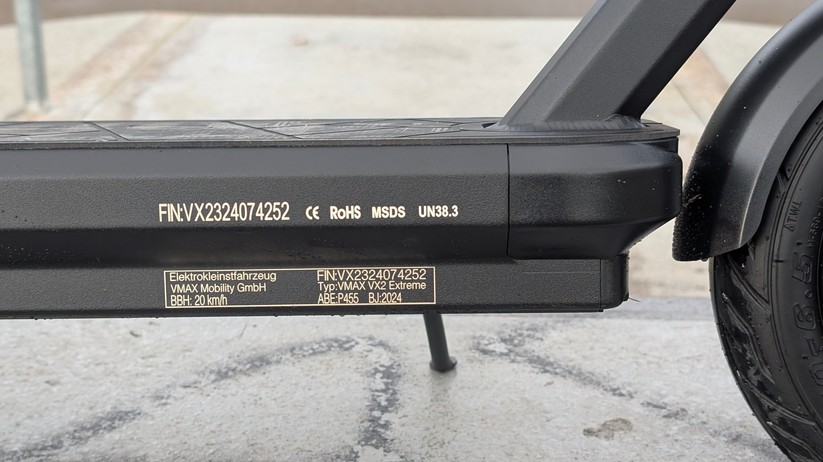 FIN:VX2324074252 CE RoHS MSDS UN38.3
Elektrokleinstfahrzeug FIN:VX2324074252
VMAX Mobility GmbH Typ:VMAX VX2 Extreme
BBH: 20 km/h ABE:P455 BJ:2024